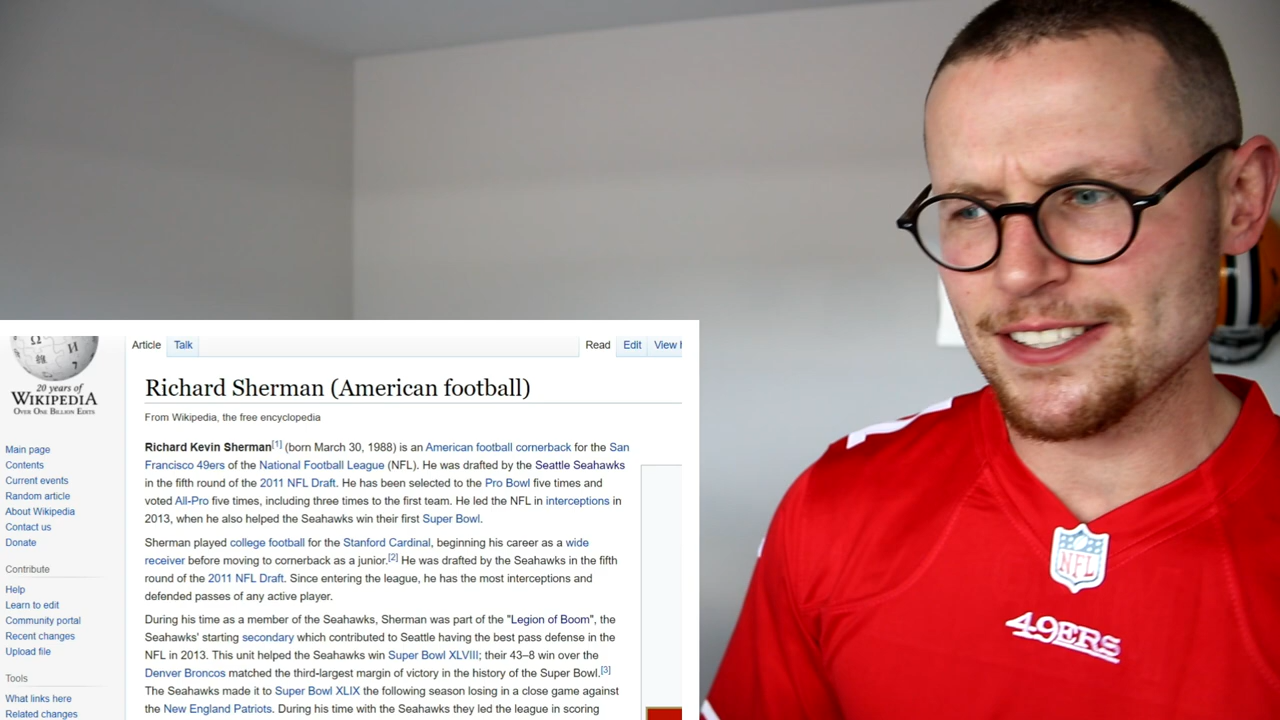 Article Talk Read Edit View
20 years of
WIKIPEDIA
OVER ONE BILLION EDITS
Richard Sherman (American football)
From Wikipedia, the free encyclopedia
Richard Kevin Sherman[1] (born March 30, 1988) is an American football cornerback for the San
Francisco 49ers of the National Football League (NFL). He was drafted by the Seattle Seahawks
in the fifth round of the 2011 NFL Draft. He has been selected to the Pro Bowl five times and
voted All-Pro five times, including three times to the first team. He led the NFL in interceptions in
2013, when he also helped the Seahawks win their first Super Bowl.
Sherman played college football for the Stanford Cardinal, beginning his career as a wide
receiver before moving to cornerback as a junior.[2] He was drafted by the Seahawks in the fifth
round of the 2011 NFL Draft. Since entering the league, he has the most interceptions and
defended passes of any active player.
During his time as a member of the Seahawks, Sherman was part of the "Legion of Boom", the
Seahawks' starting secondary which contributed to Seattle having the best pass defense in the
NFL in 2013. This unit helped the Seahawks win Super Bowl XLVIII; their 43–8 win over the
Denver Broncos matched the third-largest margin of victory in the history of the Super Bowl.[3]
The Seahawks made it to Super Bowl XLIX the following season losing in a close game against
the New England Patriots. During his time with the Seahawks they led the league in scoring
Main page
Contents
Current events
Random article
About Wikipedia
Contact us
Donate
Contribute
Help
Learn to edit
Community portal
Recent changes
Upload file
Tools
What links here
Related changes
NFL
49ERS